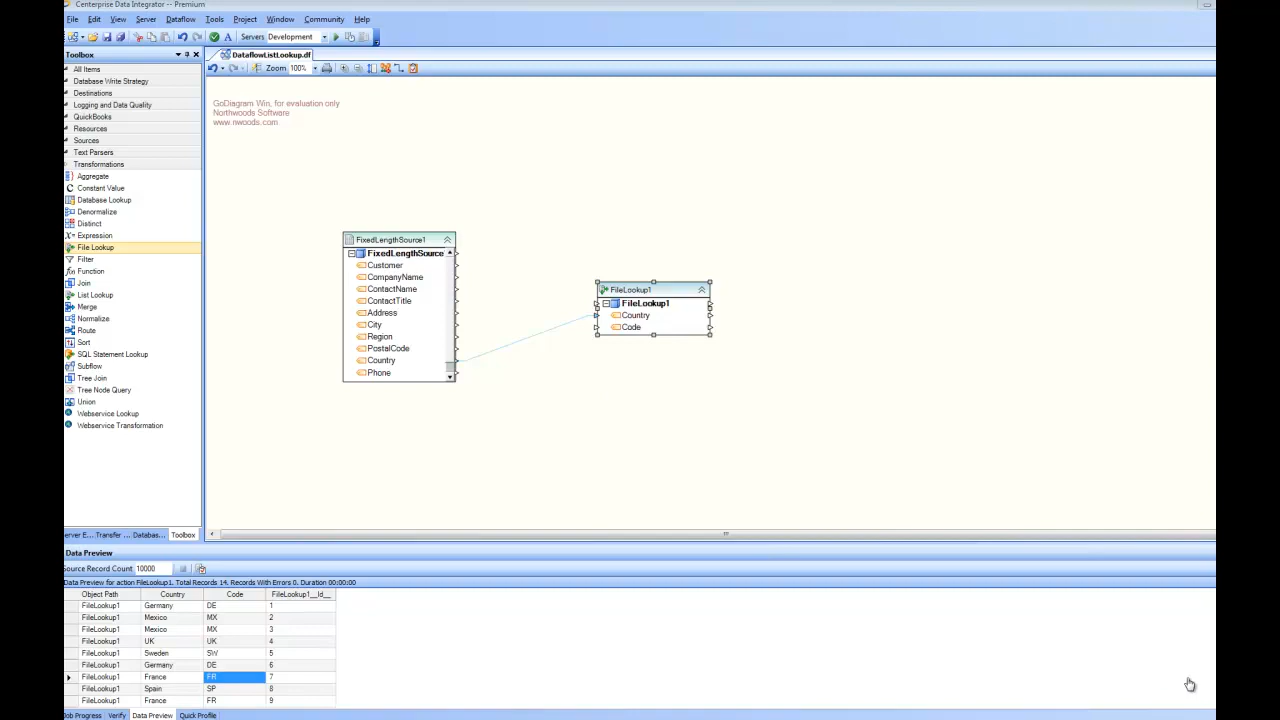 Centerprise Data Integrator -- Premium
File Edit View Server Dataflow Tools Project Window Community Help
Servers Development
Toolbox
DataflowListLookup.df
Zoom 100%
All Items
Database Write Strategy
Destinations
Logging and Data Quality
QuickBooks
Resources
Sources
Text Parsers
Transformations
Aggregate
Constant Value
Database Lookup
Denormalize
Distinct
Expression
File Lookup
Filter
Function
Join
List Lookup
Merge
Normalize
Route
Sort
SQL Statement Lookup
Subflow
Tree Join
Tree Node Query
Union
Webservice Lookup
Webservice Transformation
erver E... Transfer ... Databas... Toolbox
GoDiagram Win, for evaluation only
Northwoods Software
www.nwoods.com
FixedLengthSource1
FixedLengthSource
Customer
CompanyName
ContactName
ContactTitle
Address
City
Region
PostalCode
Country
Phone
FileLookup1
FileLookup1
Country
Code
Data Preview
Source Record Count 10000
Data Preview for action FileLookup1. Total Records 14. Records With Errors 0. Duration 00:00:00
Object Path Country Code FileLookup1__Id__
FileLookup1 Germany DE 1
FileLookup1 Mexico MX 2
FileLookup1 Mexico MX 3
FileLookup1 UK UK 4
FileLookup1 Sweden SW 5
FileLookup1 Germany DE 6
FileLookup1 France FR 7
FileLookup1 Spain SP 8
FileLookup1 France FR 9
Job Progress Verify Data Preview Quick Profile